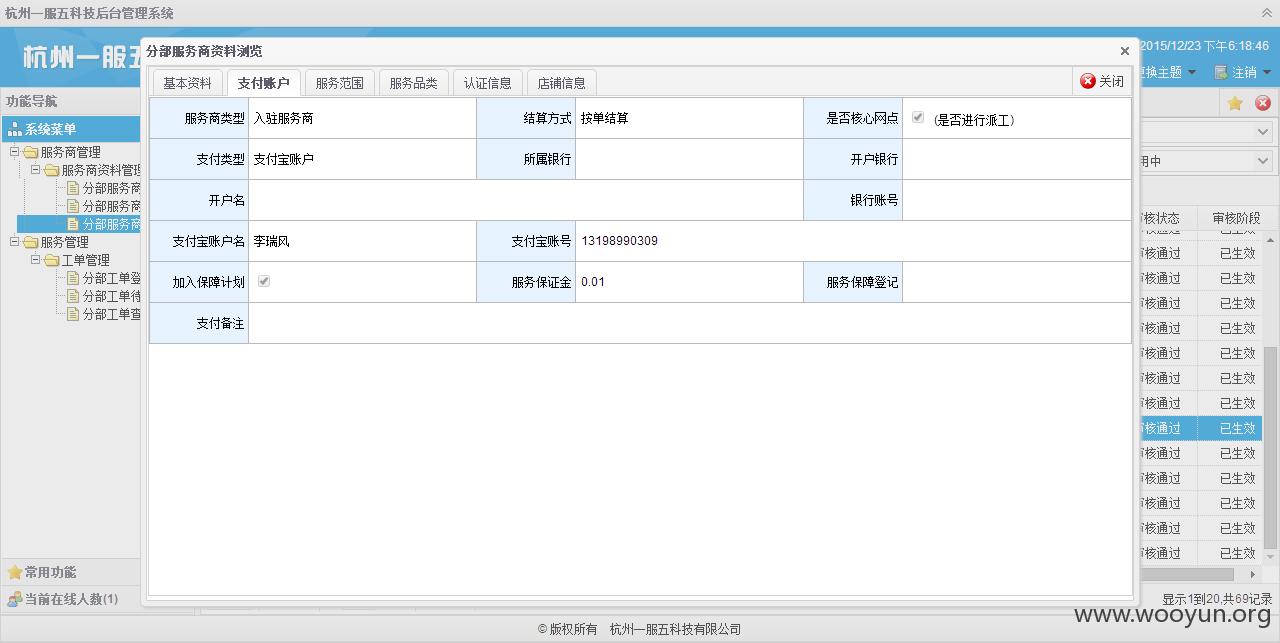 杭州一服五科技后台管理系统
杭州一服五
2015/12/23 下午6:18:46
换主题 注销
功能导航
系统菜单
服务商管理
服务商资料管理
分部服务商
分部服务商
分部服务商
服务管理
工单管理
分部工单登
分部工单待
分部工单查
常用功能
当前在线人数(1)
分部服务商资料浏览
基本资料 支付账户 服务范围 服务品类 认证信息 店铺信息 关闭
服务商类型 入驻服务商 结算方式 按单结算 是否核心网点 (是否进行派工)
支付类型 支付宝账户 所属银行 开户银行
开户名 银行账号
支付宝账户名 李瑞风 支付宝账号 13198990309
加入保障计划 服务保证金 0.01 服务保障登记
支付备注
用中
核状态 审核阶段
审核通过 已生效
审核通过 已生效
审核通过 已生效
审核通过 已生效
审核通过 已生效
审核通过 已生效
审核通过 已生效
审核通过 已生效
审核通过 已生效
审核通过 已生效
审核通过 已生效
审核通过 已生效
审核通过 已生效
审核通过 已生效
显示1到20,共69记录
©版权所有 杭州一服五科技有限公司
www.wooyun.org